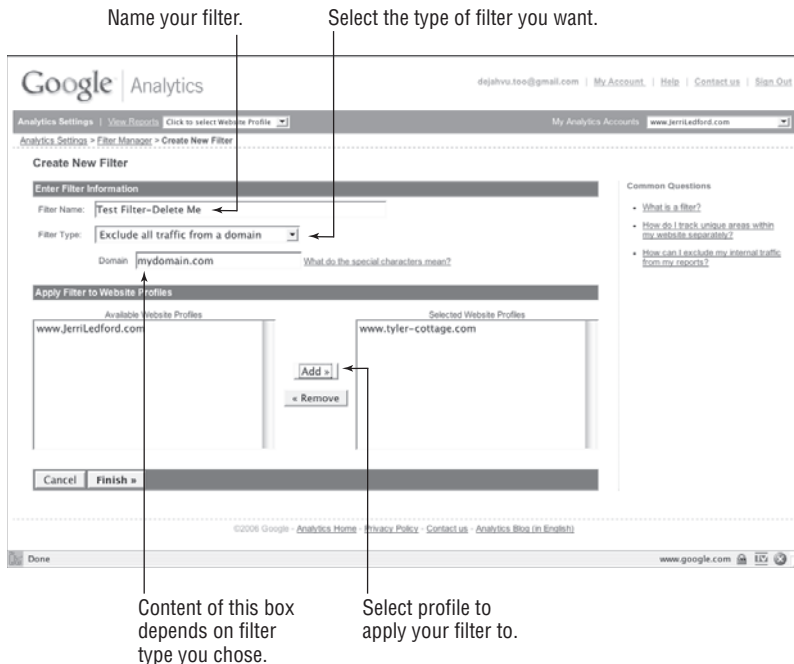 Name your filter.
Select the type of filter you want.
Google Analytics
dejahvu.too@gmail.com | My Account | Help | Contact us | Sign Out
Analytics Settings | View Reports Click to select Website Profile
My Analytics Accounts www.JerriLedford.com
Analytics Settings > Filter Manager > Create New Filter
Create New Filter
Enter Filter Information
Filter Name: Test Filter-Delete Me
Filter Type: Exclude all traffic from a domain
Domain mydomain.com What do the special characters mean?
Common Questions
• What is a filter?
• How do I track unique areas within
my website separately?
• How can I exclude my internal traffic
from my reports?
Apply Filter to Website Profiles
Available Website Profiles
www.JerriLedford.com
Add »
« Remove
Selected Website Profiles
www.tyler-cottage.com
Cancel Finish »
©2006 Google - Analytics Home - Privacy Policy - Contact us - Analytics Blog (in English)
Done
www.google.com
Content of this box
depends on filter
type you chose.
Select profile to
apply your filter to.